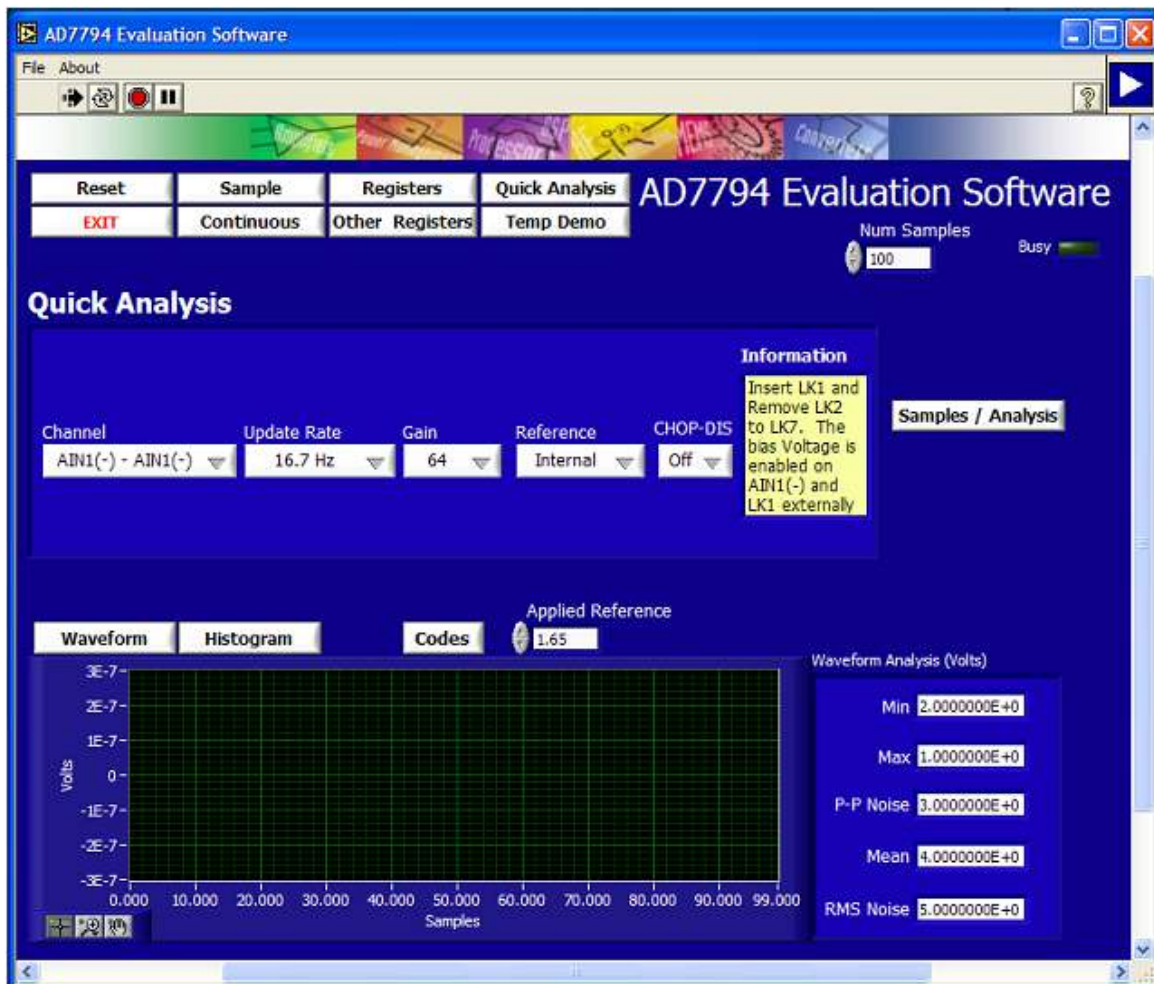 AD7794 Evaluation Software
File About
Reset Sample Registers Quick Analysis
AD7794 Evaluation Software
EXIT Continuous Other Registers Temp Demo
Num Samples
100
Busy
Quick Analysis
Information
Insert LK1 and
Remove LK2
to LK7. The
bias Voltage is
enabled on
AIN1(-) and
LK1 externally
Samples / Analysis
Channel Update Rate Gain Reference CHOP-DIS
AIN1(-) - AIN1(-) 16.7 Hz 64 Internal Off
Applied Reference
Waveform Histogram Codes 1.65
Waveform Analysis (Volts)
3E-7
2E-7
1E-7
0
-1E-7
-2E-7
-3E-7
Volts
0.000 10.000 20.000 30.000 40.000 50.000 60.000 70.000 80.000 90.000 99.000
Samples
Min 2.0000000E+0
Max 1.0000000E+0
P-P Noise 3.0000000E+0
Mean 4.0000000E+0
RMS Noise 5.0000000E+0